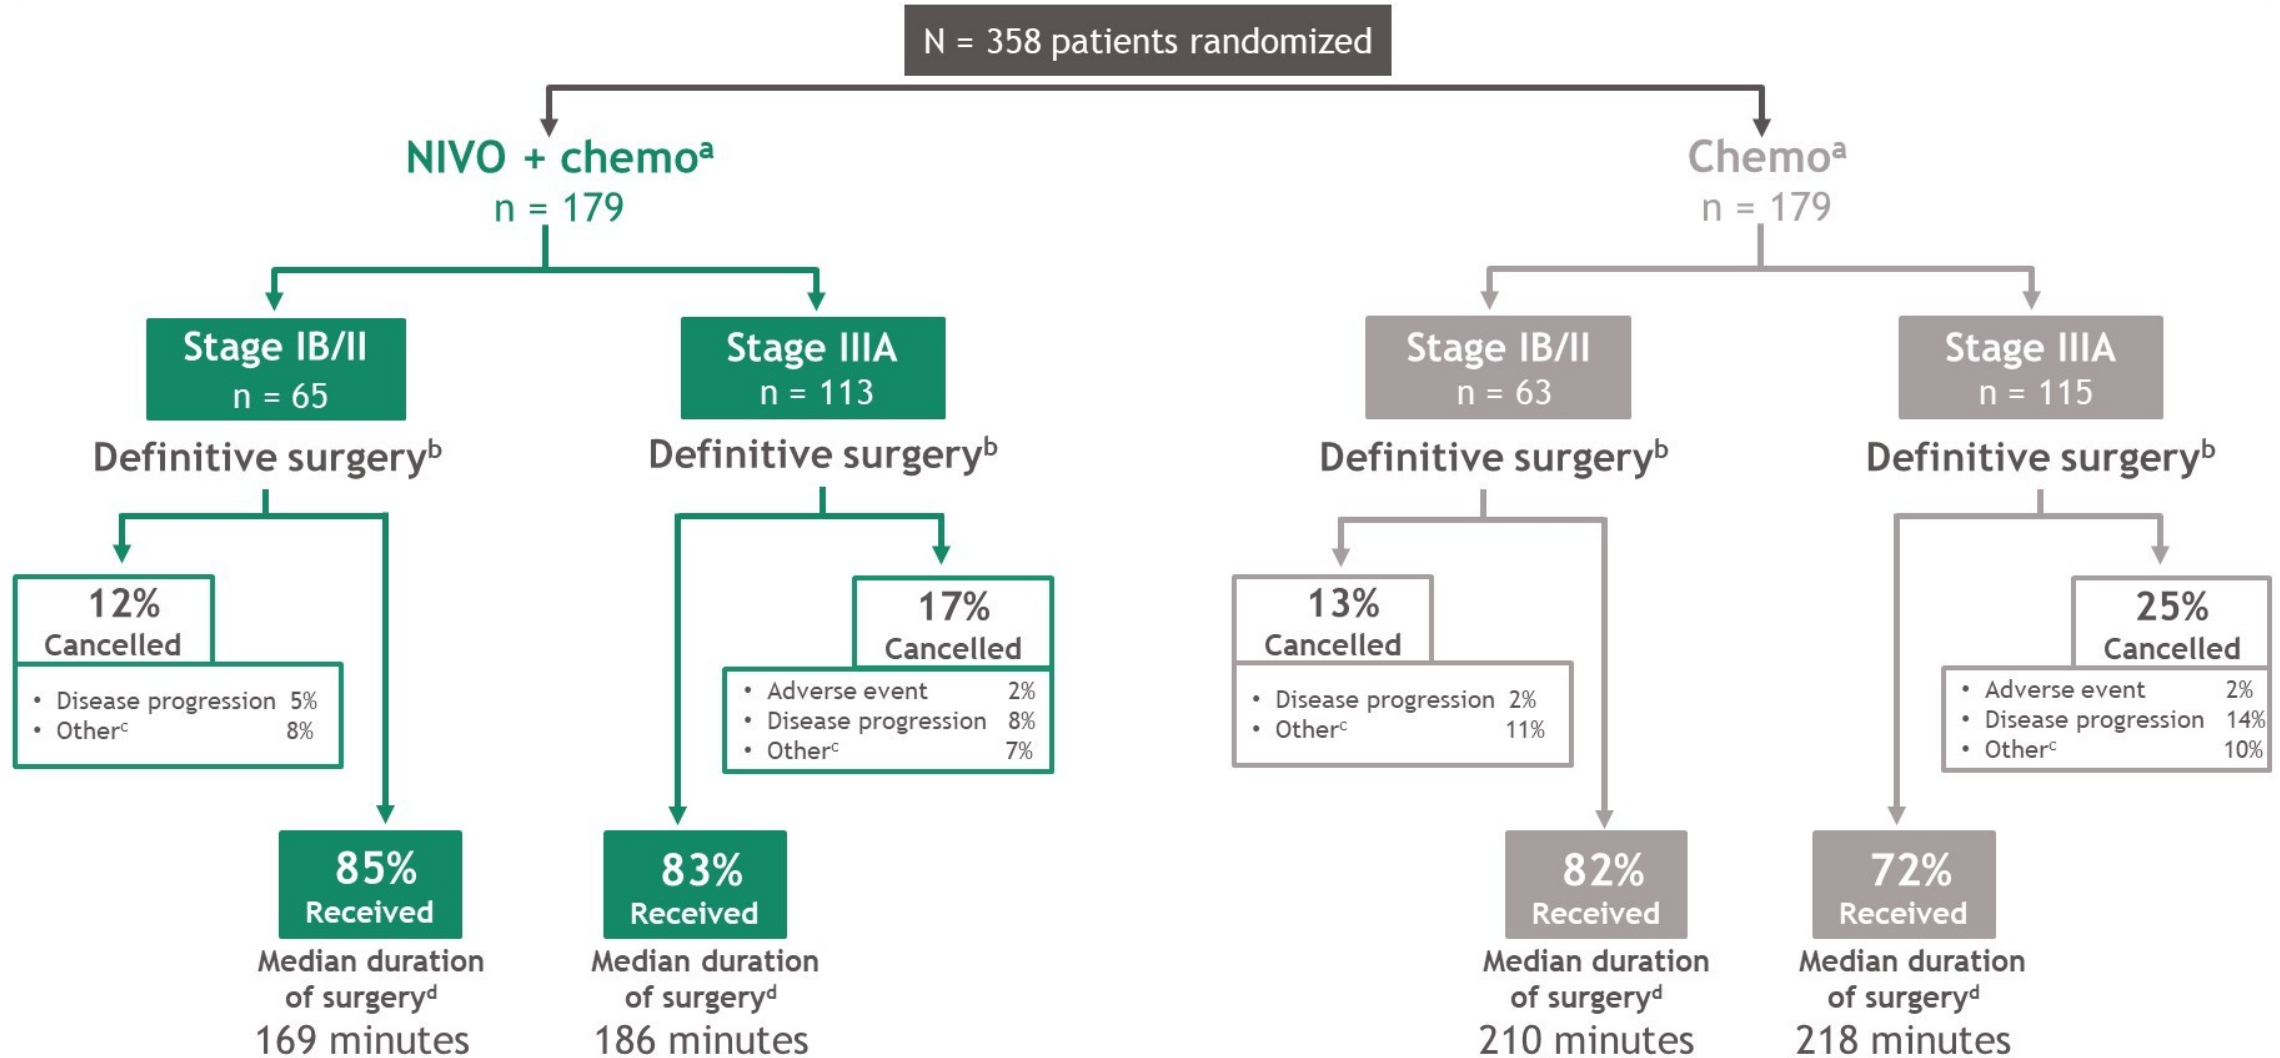 N = 358 patients randomized
NIVO + chemoᵃ
n = 179
Chemoᵃ
n = 179
Stage IB/II
n = 65
Stage IIIA
n = 113
Stage IB/II
n = 63
Stage IIIA
n = 115
Definitive surgeryᵇ
Definitive surgeryᵇ
Definitive surgeryᵇ
Definitive surgeryᵇ
12%
Cancelled
• Disease progression 5%
• Otherᶜ 8%
17%
Cancelled
• Adverse event 2%
• Disease progression 8%
• Otherᶜ 7%
13%
Cancelled
• Disease progression 2%
• Otherᶜ 11%
25%
Cancelled
• Adverse event 2%
• Disease progression 14%
• Otherᶜ 10%
85%
Received
Median duration
of surgeryᵈ
169 minutes
83%
Received
Median duration
of surgeryᵈ
186 minutes
82%
Received
Median duration
of surgeryᵈ
210 minutes
72%
Received
Median duration
of surgeryᵈ
218 minutes